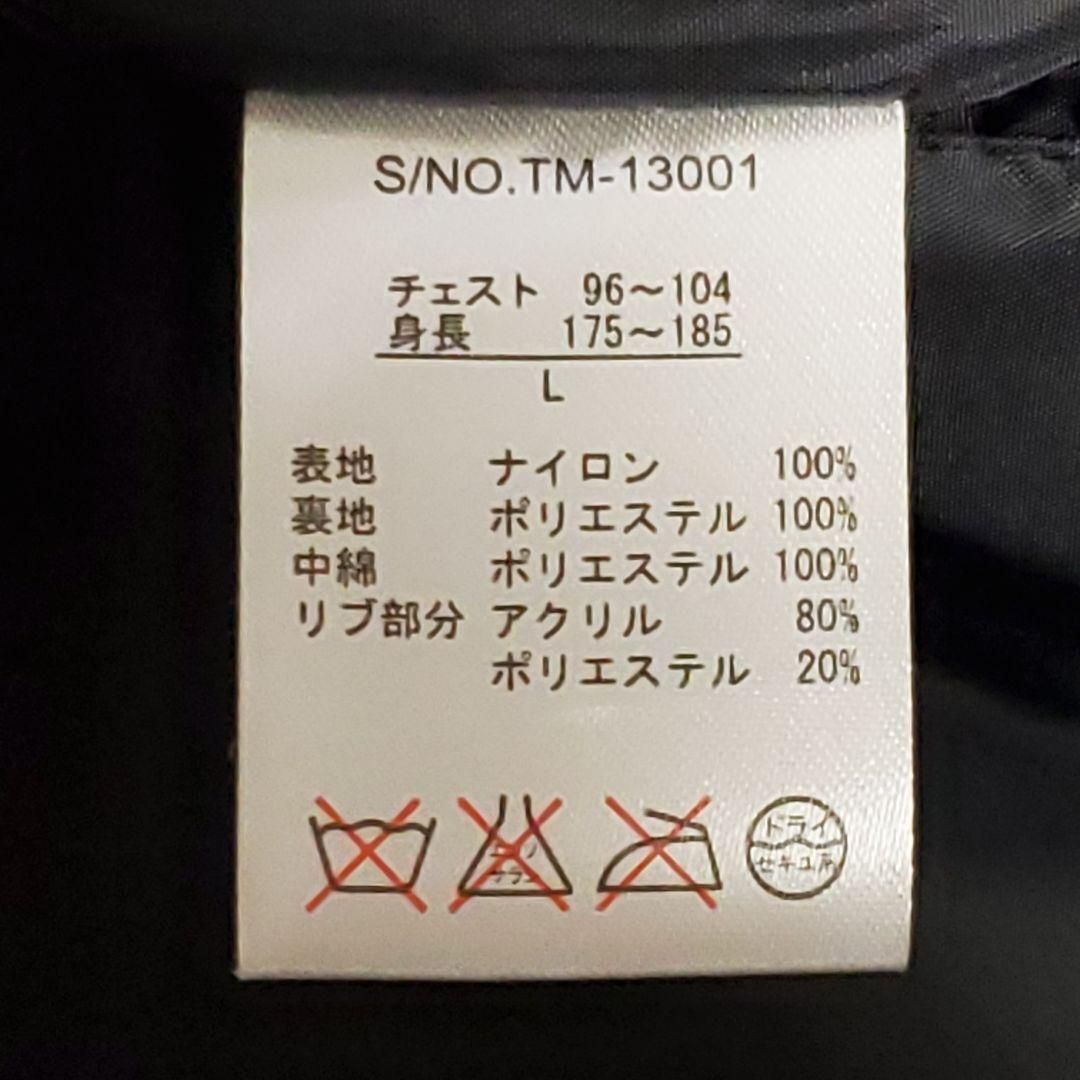 S/NO.TM-13001
チェスト 96～104
身長 175～185
L
表地 ナイロン 100%
裏地 ポリエステル 100%
中綿 ポリエステル 100%
リブ部分 アクリル 80%
ポリエステル 20%
ドライ
セキユ系